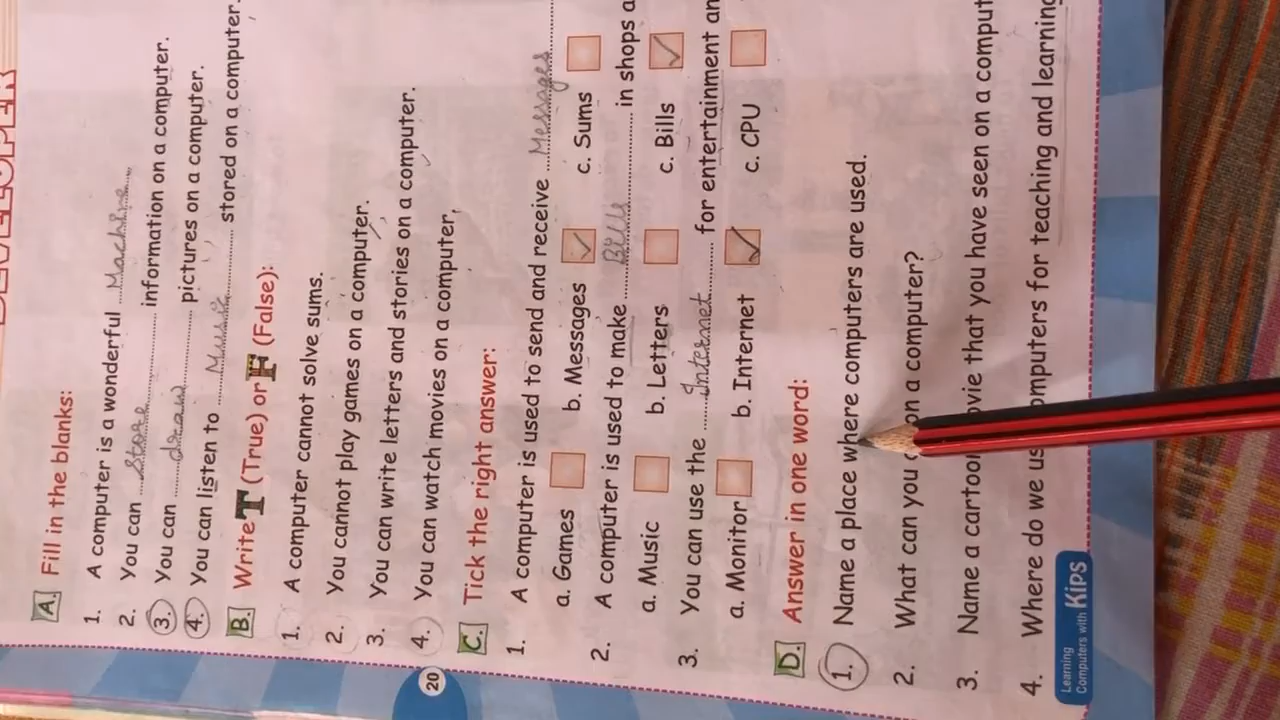 DEVELOPER
A. Fill in the blanks:
1. A computer is a wonderful Machine
2. You can Store information on a computer.
3. You can draw pictures on a computer.
4. You can listen to Music stored on a computer.
B. Write T (True) or F (False):
1. A computer cannot solve sums.
2. You cannot play games on a computer.
3. You can write letters and stories on a computer.
4. You can watch movies on a computer.
C. Tick the right answer:
1. A computer is used to send and receive Messages
a. Games b. Messages c. Sums
2. A computer is used to make Bills in shops a
a. Music b. Letters c. Bills
3. You can use the Internet for entertainment an
a. Monitor b. Internet c. CPU
D. Answer in one word:
1. Name a place where computers are used.
2. What can you on a computer?
3. Name a cartoon ovie that you have seen on a comput
4. Where do we us omputers for teaching and learning
20
Learning
Computers with KIPS